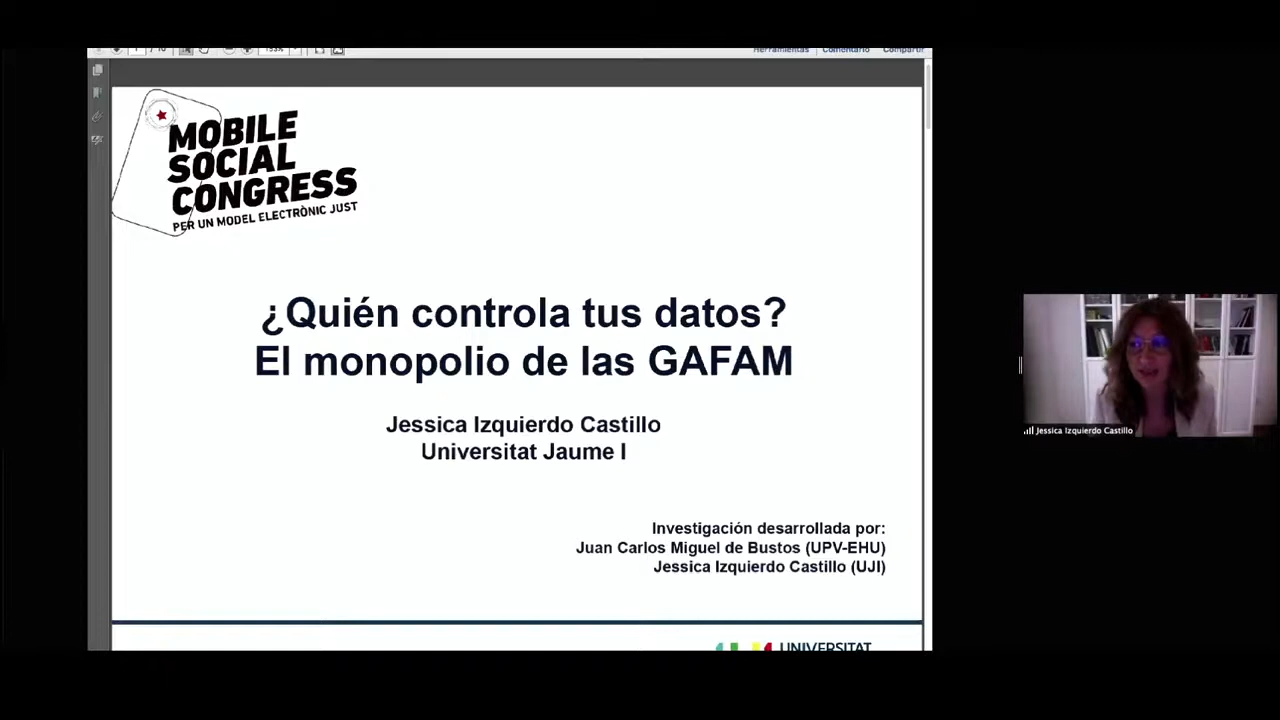 Herramientas Comentario Compartir
MOBILE
SOCIAL
CONGRESS
PER UN MODEL ELECTRÒNIC JUST
¿Quién controla tus datos?
El monopolio de las GAFAM
Jessica Izquierdo Castillo
Universitat Jaume I
Investigación desarrollada por:
Juan Carlos Miguel de Bustos (UPV-EHU)
Jessica Izquierdo Castillo (UJI)
UNIVERSITAT
Jessica Izquierdo Castillo